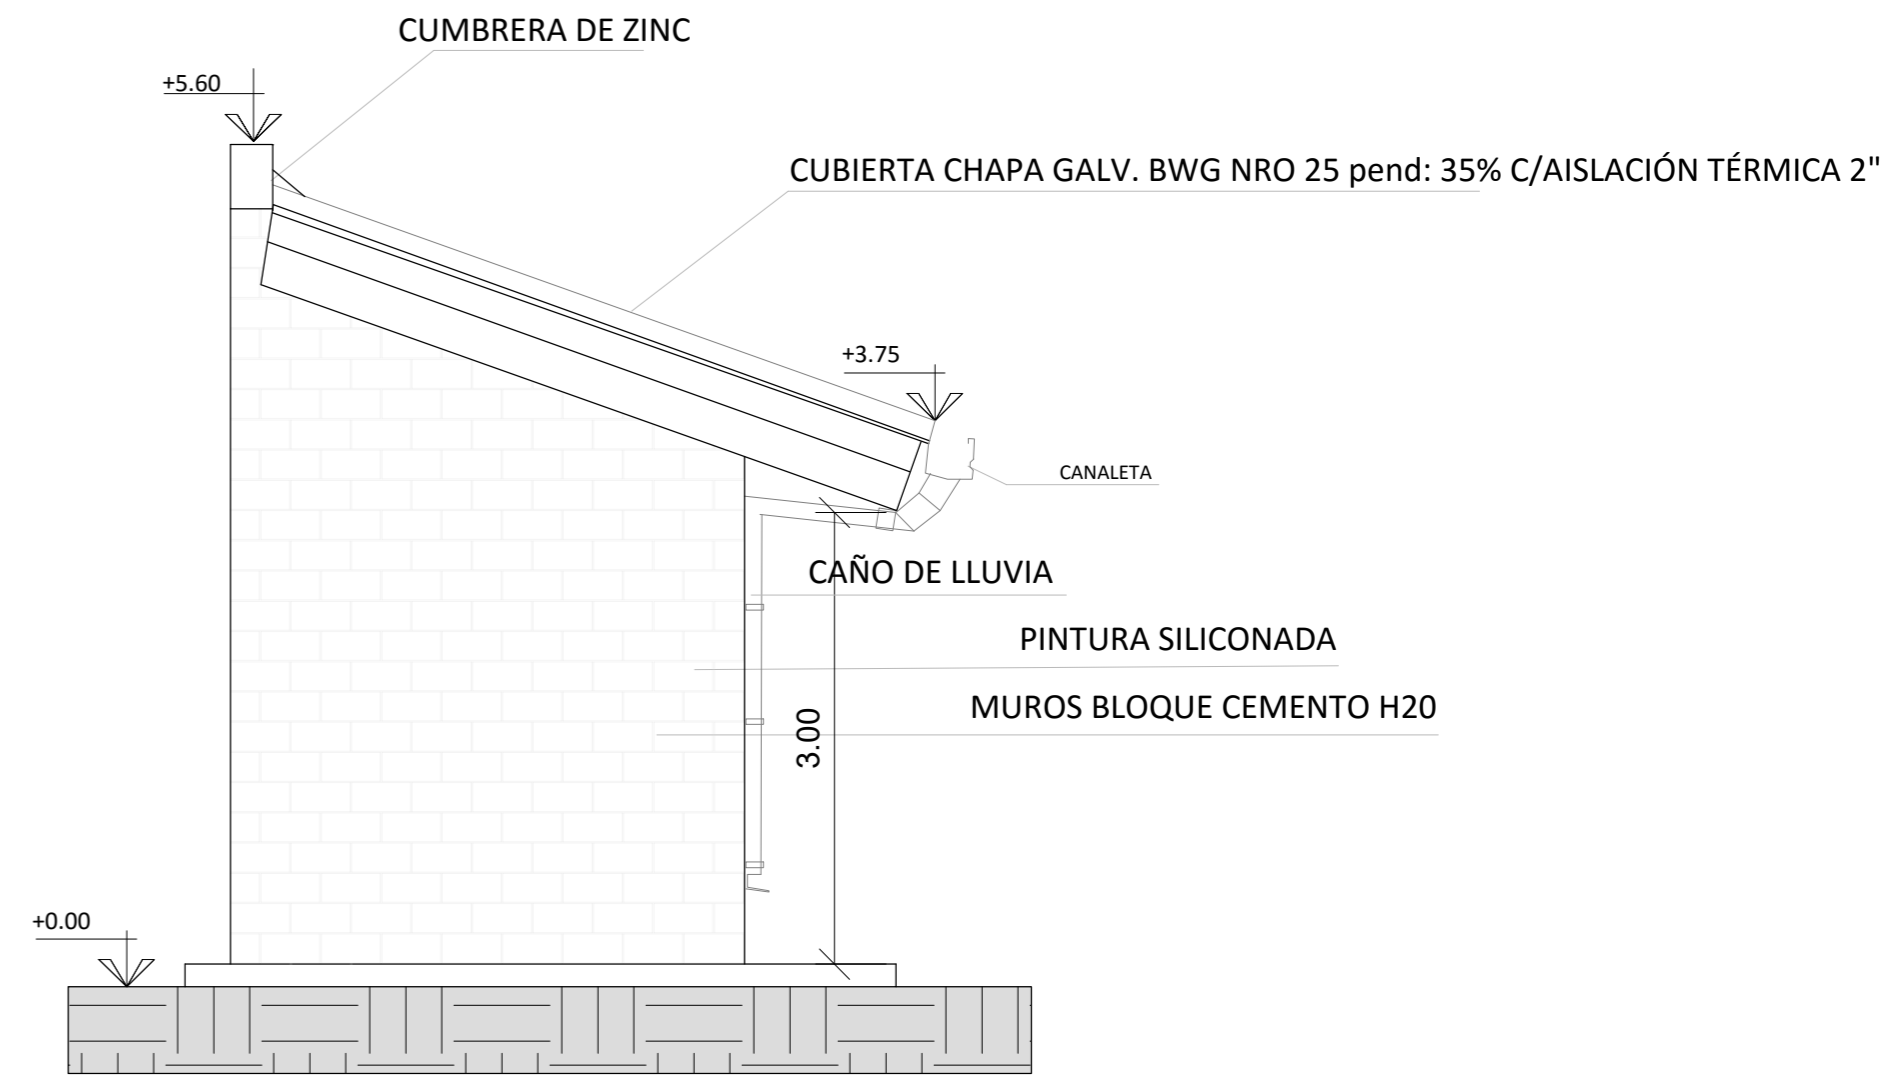 CUMBRERA DE ZINC
+5.60
CUBIERTA CHAPA GALV. BWG NRO 25 pend: 35% C/AISLACIÓN TÉRMICA 2"
+3.75
CANALETA
CAÑO DE LLUVIA
PINTURA SILICONADA
MUROS BLOQUE CEMENTO H20
3.00
+0.00